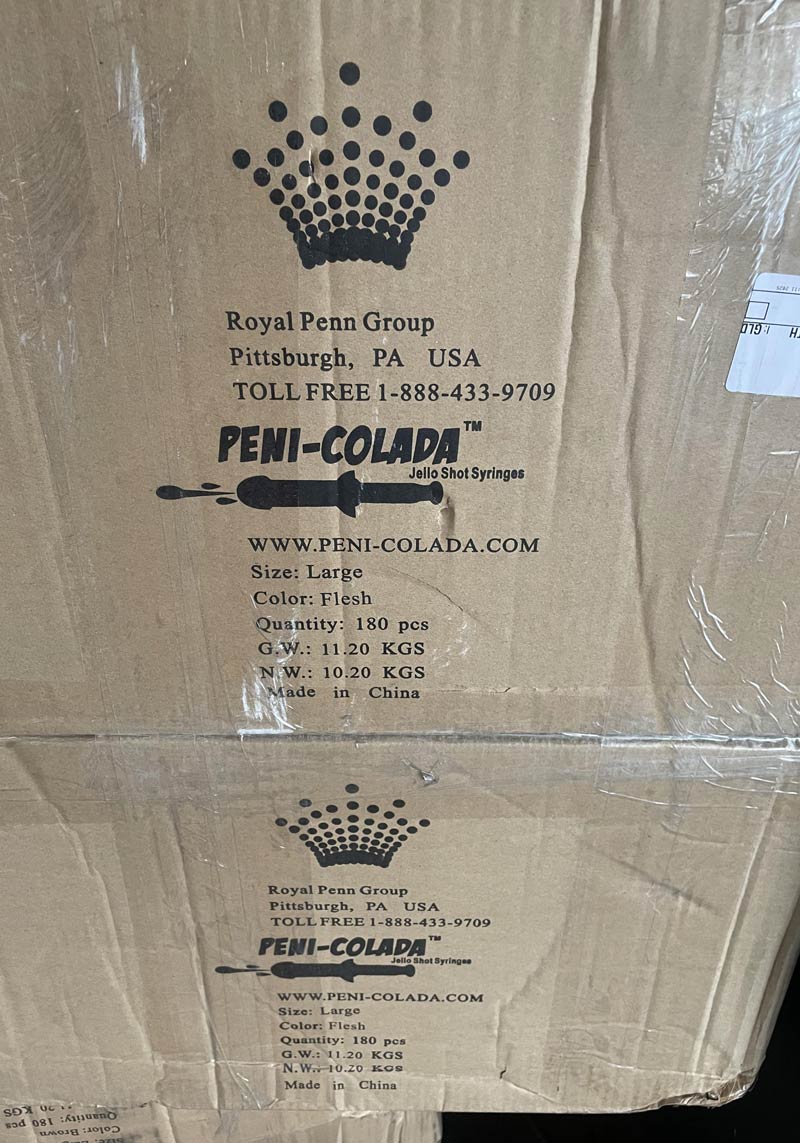 Royal Penn Group
Pittsburgh, PA USA
TOLL FREE 1-888-433-9709
PENI-COLADA™
Jello Shot Syringes
WWW.PENI-COLADA.COM
Size: Large
Color: Flesh
Quantity: 180 pcs
G.W.: 11.20 KGS
N.W.: 10.20 KGS
Made in China
Royal Penn Group
Pittsburgh, PA USA
TOLL FREE 1-888-433-9709
PENI-COLADA™
Jello Shot Syringes
WWW.PENI-COLADA.COM
Size: Large
Color: Flesh
Quantity: 180 pcs
G.W.: 11.20 KGS
N.W.: 10.20 KGS
Made in China
Color: Brown
Quantity: 180 pcs
KGS